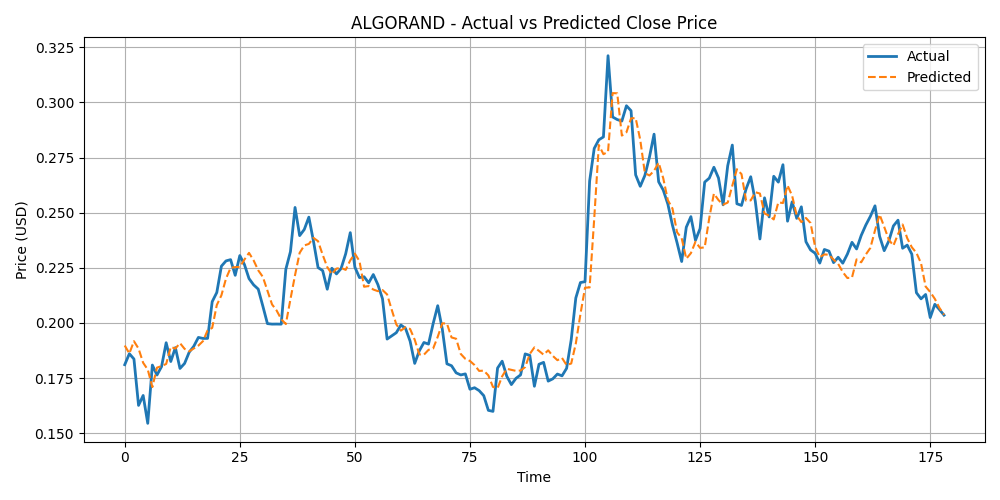 ALGORAND - Actual vs Predicted Close Price
Actual
Predicted
Price (USD)
0.325
0.300
0.275
0.250
0.225
0.200
0.175
0.150
0 25 50 75 100 125 150 175
Time